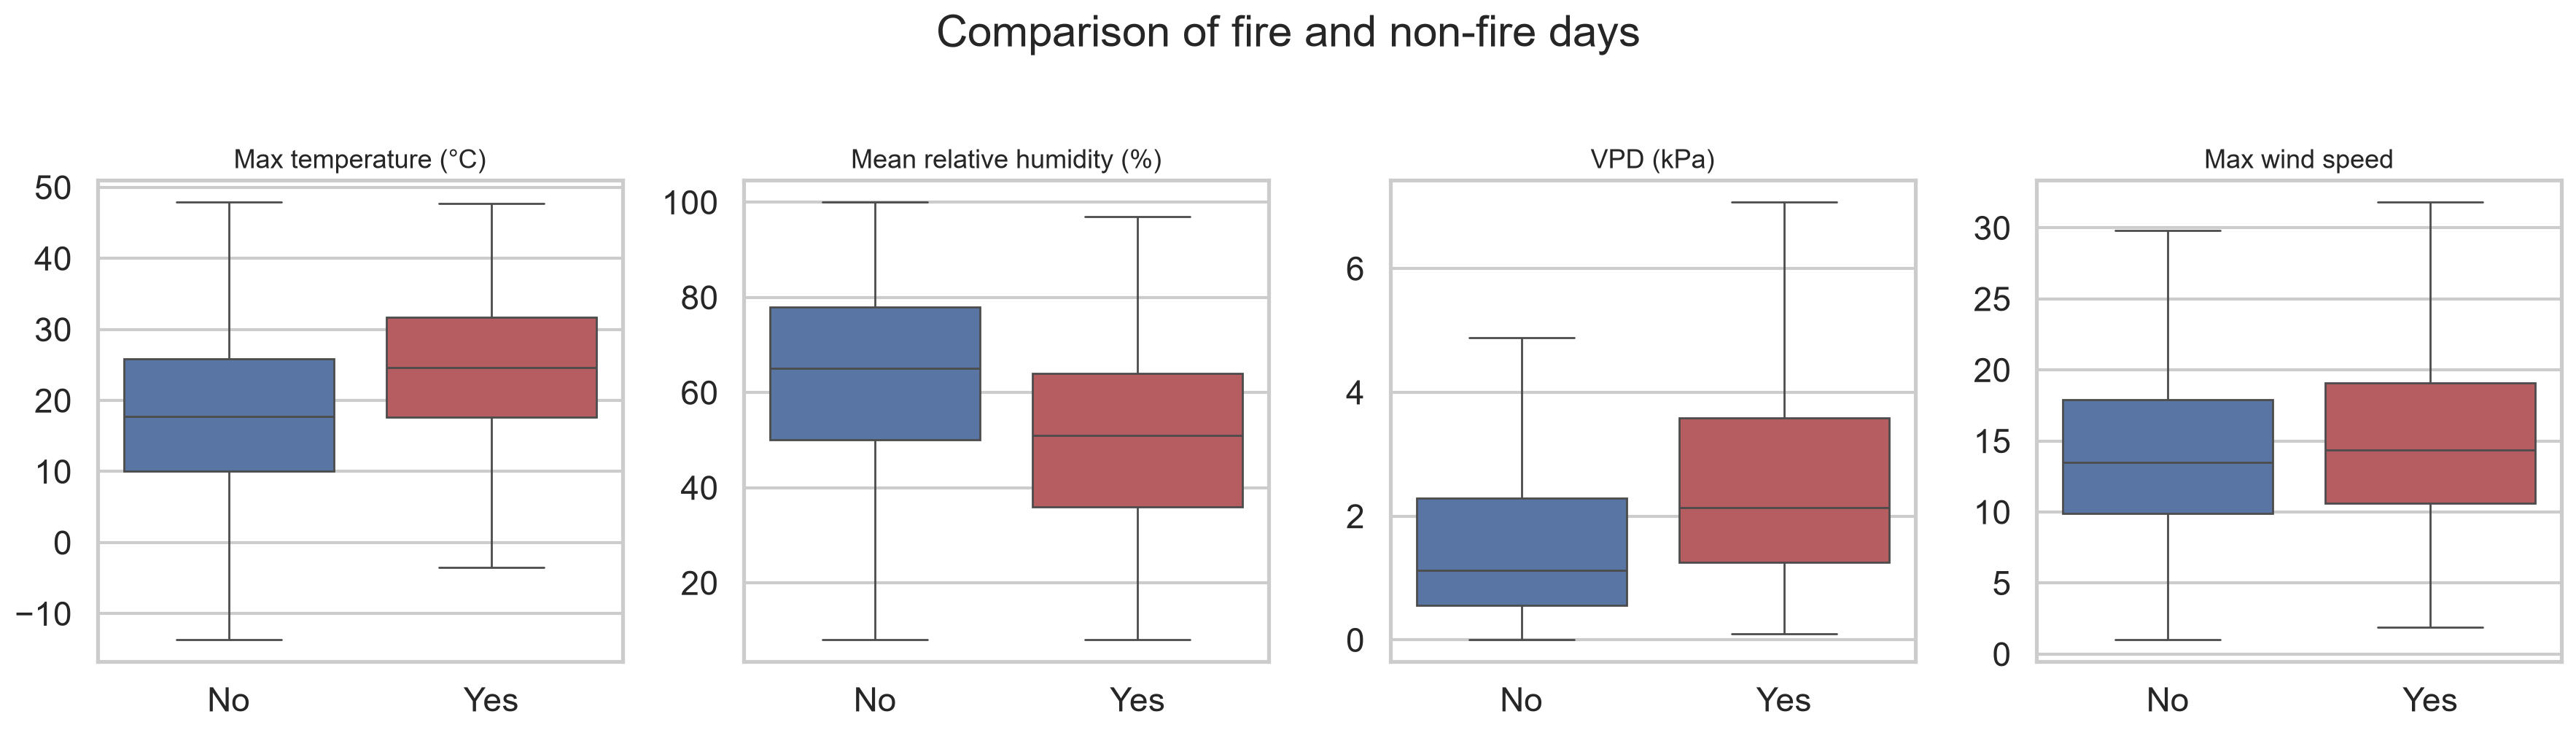 Comparison of fire and non-fire days
Max temperature (°C)
50
40
30
20
10
0
−10
No Yes
Mean relative humidity (%)
100
80
60
40
20
No Yes
VPD (kPa)
6
4
2
0
No Yes
Max wind speed
30
25
20
15
10
5
0
No Yes